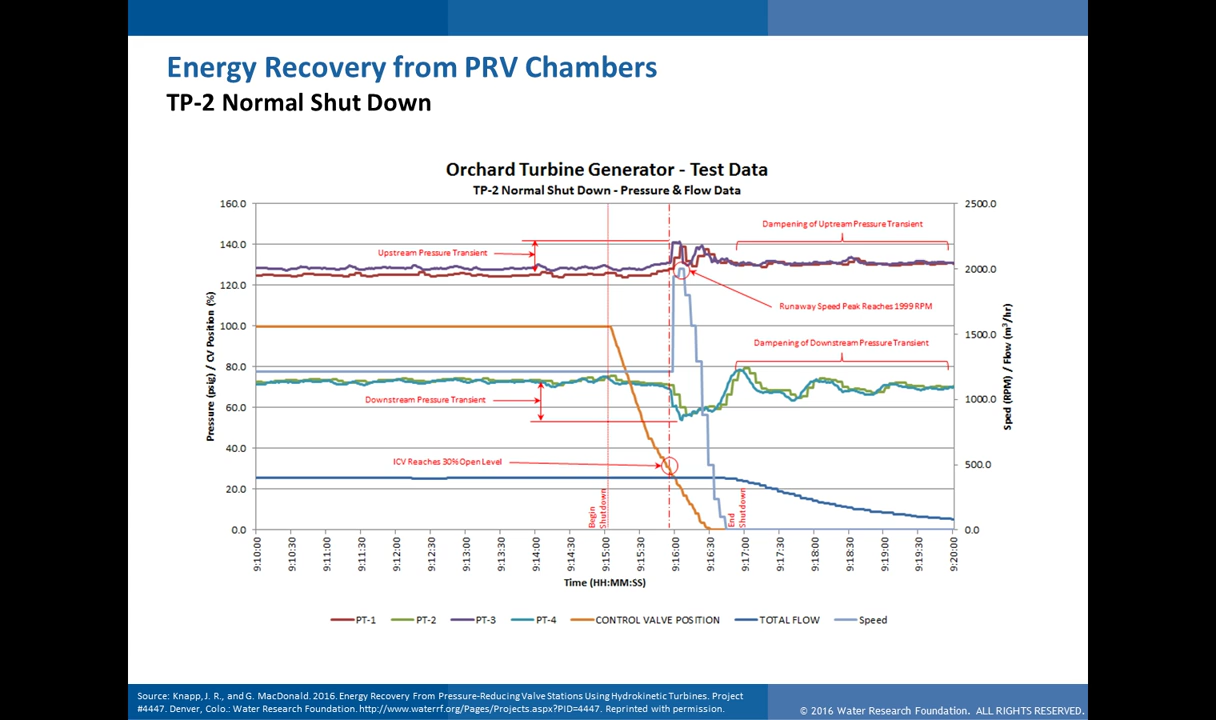 Energy Recovery from PRV Chambers
TP-2 Normal Shut Down
Orchard Turbine Generator - Test Data
TP-2 Normal Shut Down - Pressure & Flow Data
Pressure (psig) / CV Position (%)
160.0
140.0
120.0
100.0
80.0
60.0
40.0
20.0
0.0
2500.0
2000.0
1500.0
1000.0
500.0
0.0
Sped (RPM) / Flow (m³/hr)
Upstream Pressure Transient
Dampening of Uptream Pressure Transient
Runaway Speed Peak Reaches 1999 RPM
Dampening of Downstream Pressure Transient
Downstream Pressure Transient
ICV Reaches 30% Open Level
Begin
Shutdown
End
Shutdown
9:10:00
9:10:30
9:11:00
9:11:30
9:12:00
9:12:30
9:13:00
9:13:30
9:14:00
9:14:30
9:15:00
9:15:30
9:16:00
9:16:30
9:17:00
9:17:30
9:18:00
9:18:30
9:19:00
9:19:30
9:20:00
Time (HH:MM:SS)
PT-1 PT-2 PT-3 PT-4 CONTROL VALVE POSITION TOTAL FLOW Speed
Source: Knapp, J. R., and G. MacDonald. 2016. Energy Recovery From Pressure-Reducing Valve Stations Using Hydrokinetic Turbines. Project
#4447. Denver, Colo.: Water Research Foundation. http://www.waterrf.org/Pages/Projects.aspx?PID=4447. Reprinted with permission.
© 2016 Water Research Foundation. ALL RIGHTS RESERVED.